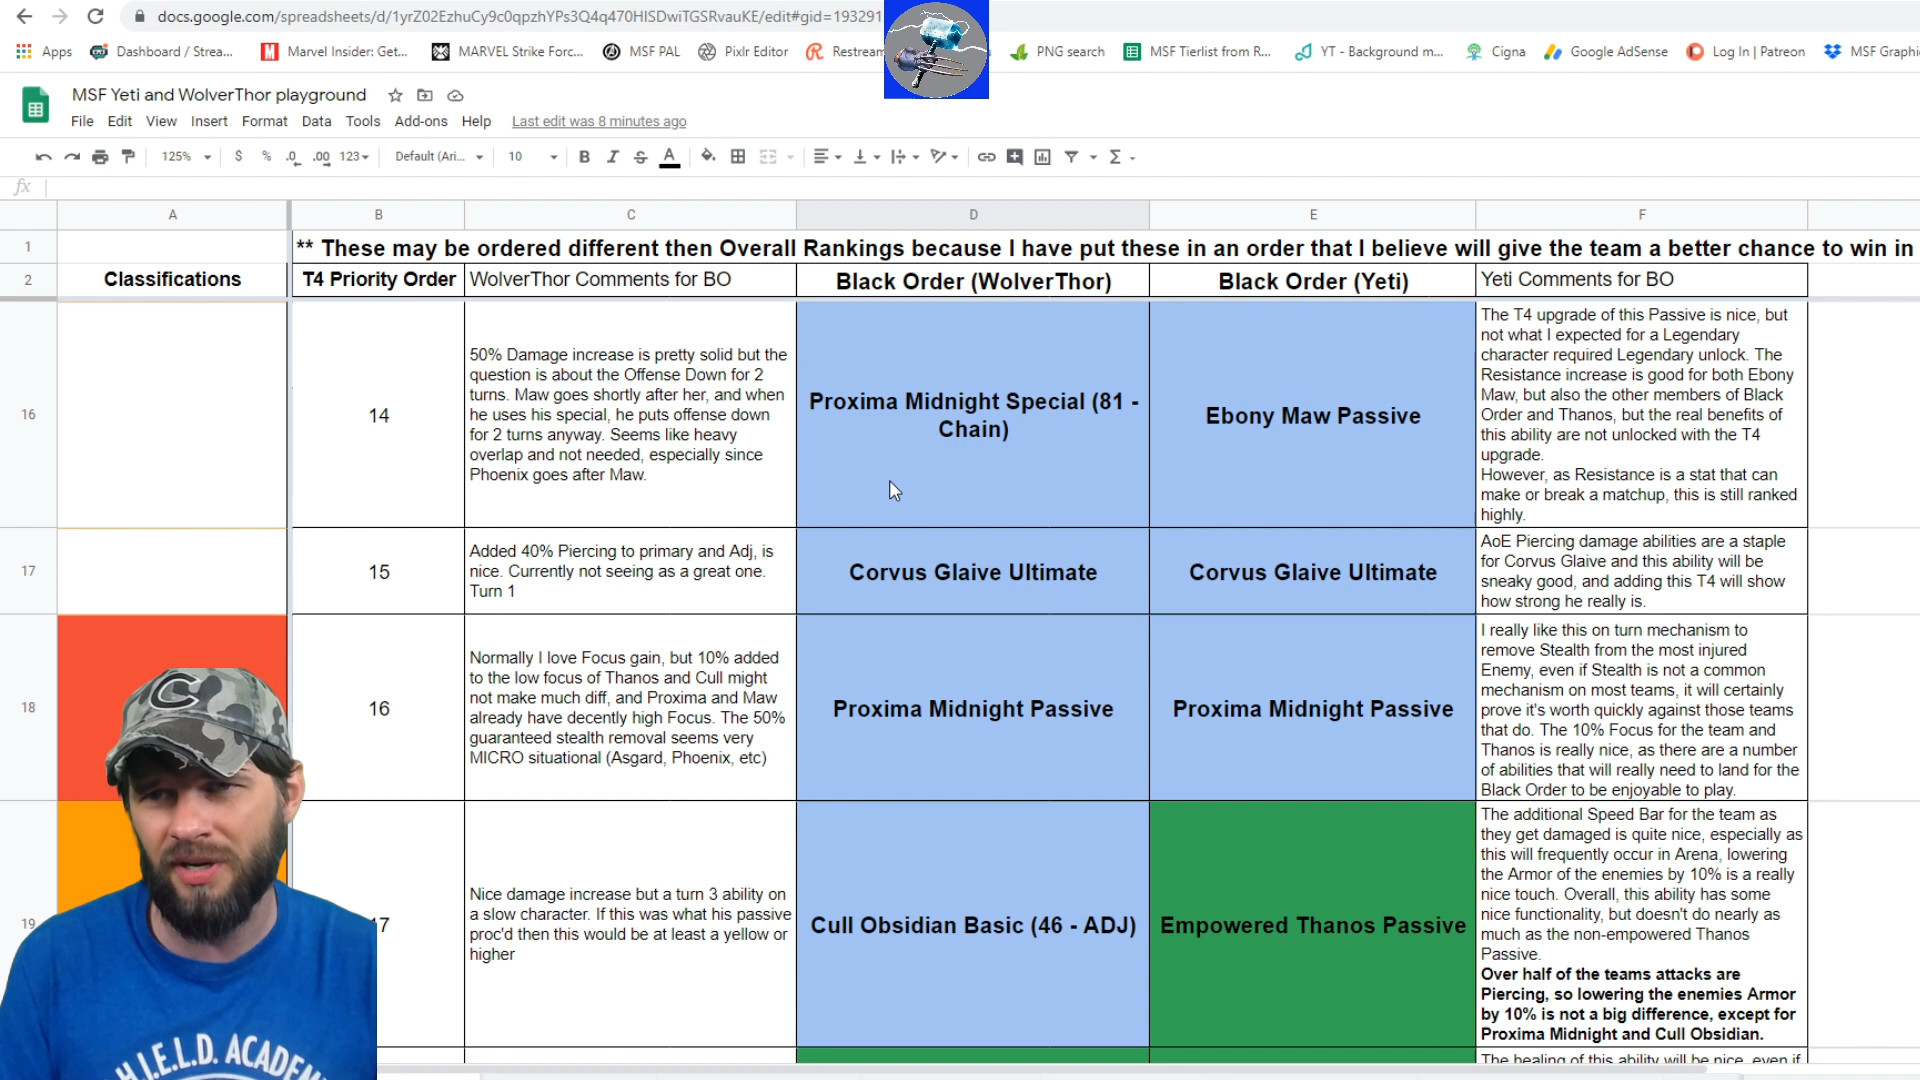 docs.google.com/spreadsheets/d/1yrZ02EzhuCy9c0qpzhYPs3Q4q470HISDwiTGSRvauKE/edit#gid=193291
Apps Dashboard / Strea... Marvel Insider: Get... MARVEL Strike Forc... MSF PAL Pixlr Editor Restream PNG search MSF Tierlist from R... YT - Background m... Cigna Google AdSense Log In | Patreon MSF Graphi
MSF Yeti and WolverThor playground
File Edit View Insert Format Data Tools Add-ons Help Last edit was 8 minutes ago
125% $ % .0 .00 123 Default (Ari... 10 B I S A
fx
A B C D E F
1 ** These may be ordered different then Overall Rankings because I have put these in an order that I believe will give the team a better chance to win in
2 Classifications T4 Priority Order WolverThor Comments for BO Black Order (WolverThor) Black Order (Yeti) Yeti Comments for BO
16
14
50% Damage increase is pretty solid but the
question is about the Offense Down for 2
turns. Maw goes shortly after her, and when
he uses his special, he puts offense down
for 2 turns anyway. Seems like heavy
overlap and not needed, especially since
Phoenix goes after Maw.
Proxima Midnight Special (81 -
Chain)
Ebony Maw Passive
The T4 upgrade of this Passive is nice, but
not what I expected for a Legendary
character required Legendary unlock. The
Resistance increase is good for both Ebony
Maw, but also the other members of Black
Order and Thanos, but the real benefits of
this ability are not unlocked with the T4
upgrade.
However, as Resistance is a stat that can
make or break a matchup, this is still ranked
highly.
17
15
Added 40% Piercing to primary and Adj, is
nice. Currently not seeing as a great one.
Turn 1
Corvus Glaive Ultimate
Corvus Glaive Ultimate
AoE Piercing damage abilities are a staple
for Corvus Glaive and this ability will be
sneaky good, and adding this T4 will show
how strong he really is.
18
16
Normally I love Focus gain, but 10% added
to the low focus of Thanos and Cull might
not make much diff, and Proxima and Maw
already have decently high Focus. The 50%
guaranteed stealth removal seems very
MICRO situational (Asgard, Phoenix, etc)
Proxima Midnight Passive
Proxima Midnight Passive
I really like this on turn mechanism to
remove Stealth from the most injured
Enemy, even if Stealth is not a common
mechanism on most teams, it will certainly
prove it's worth quickly against those teams
that do. The 10% Focus for the team and
Thanos is really nice, as there are a number
of abilities that will really need to land for the
Black Order to be enjoyable to play.
19
7
Nice damage increase but a turn 3 ability on
a slow character. If this was what his passive
proc'd then this would be at least a yellow or
higher
Cull Obsidian Basic (46 - ADJ)
Empowered Thanos Passive
The additional Speed Bar for the team as
they get damaged is quite nice, especially as
this will frequently occur in Arena, lowering
the Armor of the enemies by 10% is a really
nice touch. Overall, this ability has some
nice functionality, but doesn't do nearly as
much as the non-empowered Thanos
Passive.
Over half of the teams attacks are
Piercing, so lowering the enemies Armor
by 10% is not a big difference, except for
Proxima Midnight and Cull Obsidian.
The healing of this ability will be nice, even if
C
H.I.E.L.D. ACADEM